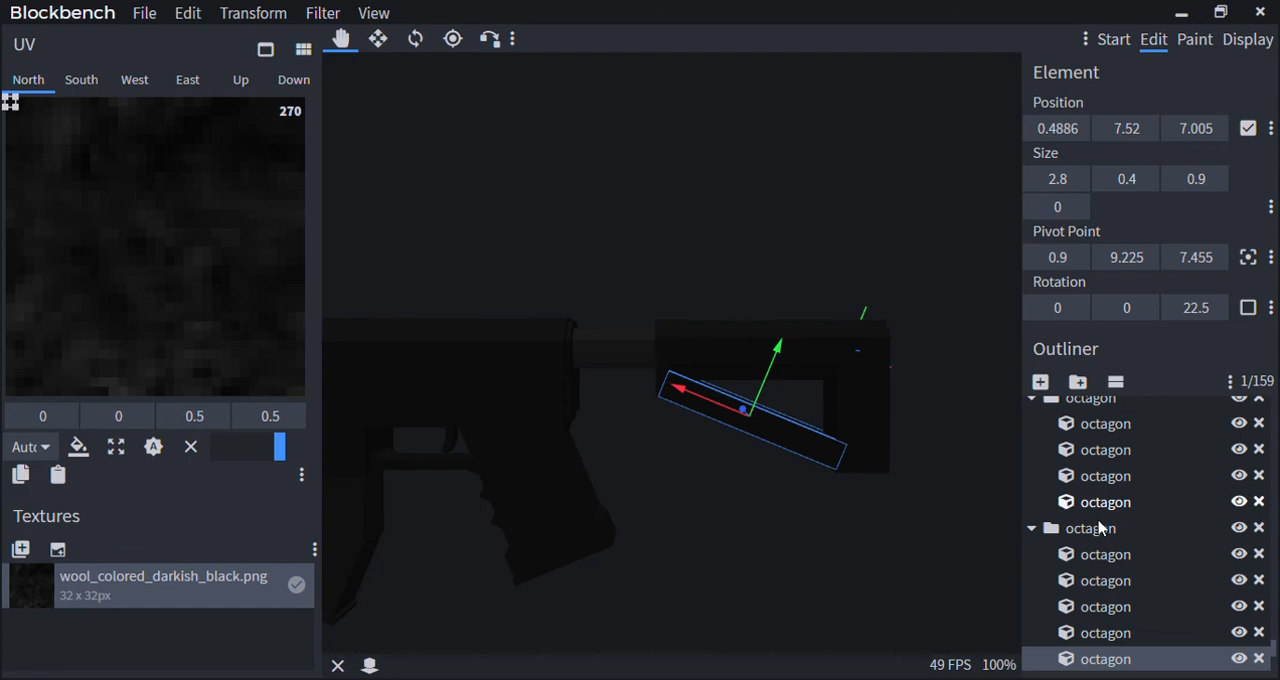 Blockbench File Edit Transform Filter View
UV
Start Edit Paint Display
North South West East Up Down
270
Element
Position
0.4886 7.52 7.005
Size
2.8 0.4 0.9
0
Pivot Point
0.9 9.225 7.455
Rotation
0 0 22.5
Outliner
1/159
octagon
octagon
octagon
octagon
octagon
octagon
octagon
octagon
octagon
octagon
octagon
0 0 0.5 0.5
Auto
Textures
wool_colored_darkish_black.png
32 x 32px
49 FPS 100%